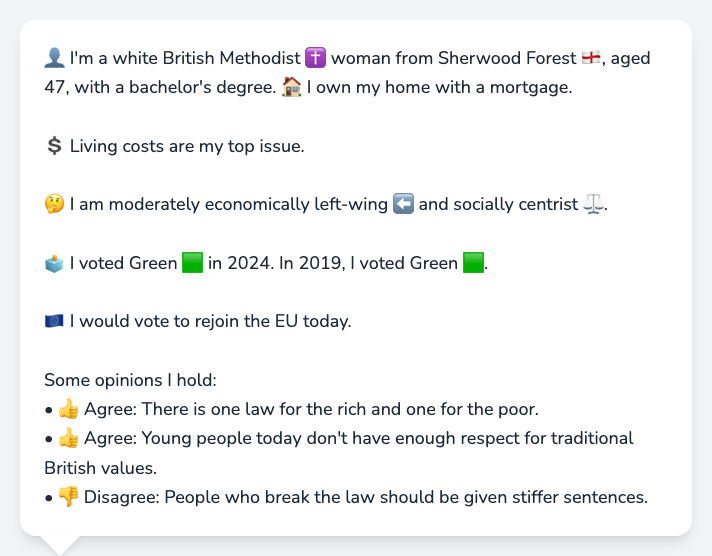 👤 I'm a white British Methodist ✝️ woman from Sherwood Forest 🏴󠁧󠁢󠁥󠁮󠁧󠁿, aged
47, with a bachelor's degree. 🏠 I own my home with a mortgage.
💲 Living costs are my top issue.
🤔 I am moderately economically left-wing ⬅️ and socially centrist ⚖️.
🗳️ I voted Green 🟩 in 2024. In 2019, I voted Green 🟩.
🇪🇺 I would vote to rejoin the EU today.
Some opinions I hold:
• 👍 Agree: There is one law for the rich and one for the poor.
• 👍 Agree: Young people today don't have enough respect for traditional
British values.
• 👎 Disagree: People who break the law should be given stiffer sentences.